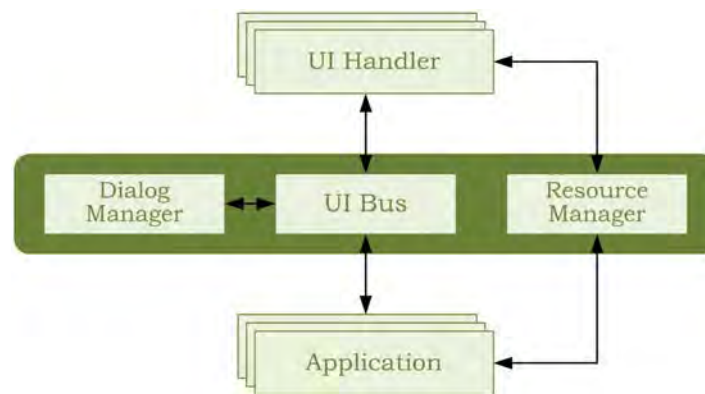 UI Handler
Dialog
Manager
UI Bus
Resource
Manager
Application